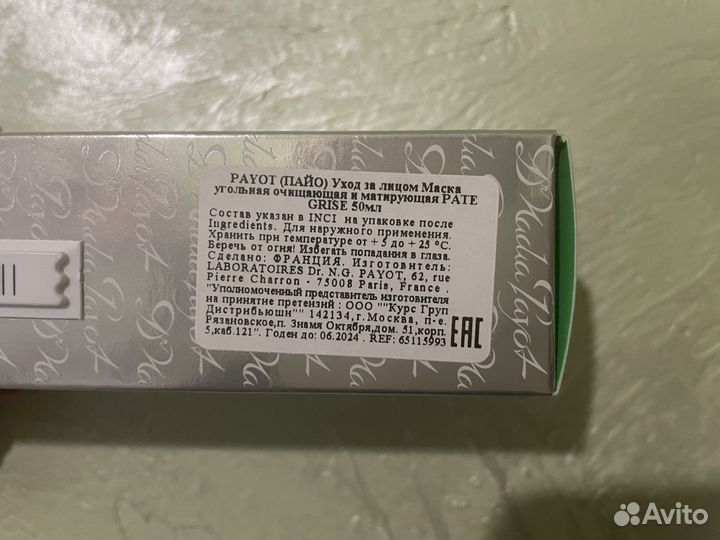 PAYOT (ПАЙО) Уход за лицом Маска
угольная очищающая и матирующая PATE
GRISE 50мл
Состав указан в INCI на упаковке после
Ingredients. Для наружного применения.
Хранить при температуре от + 5 до + 25 °С.
Беречь от огня! Избегать попадания в глаза.
Сделано: ФРАНЦИЯ. Изготовитель:
LABORATOIRES Dr. N.G. PAYOT, 62, rue
Pierre Charron - 75008 Paris, France .
"Уполномоченный представитель изготовителя
на принятие претензий : ООО ""Курс Груп
Дистрибьюшн"" 142134,г.Москва, п-е.
Рязановское,п. Знамя Октября,дом. 51,корп.
5,каб.121". Годен до: 06.2024 . REF: 65115993
EAC
Dr Nadia Payot
Avito